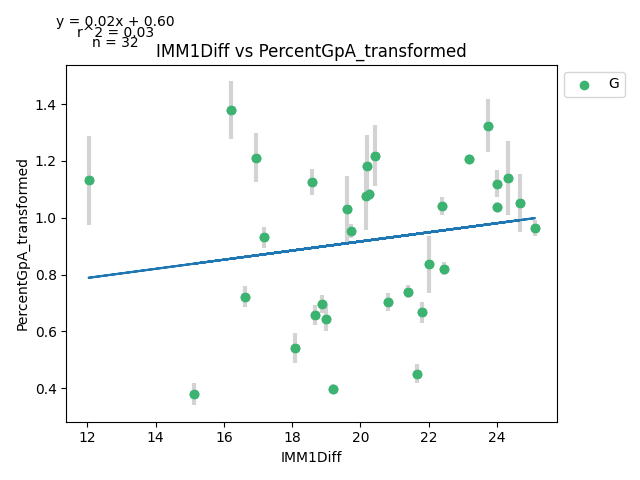 y = 0.02x + 0.60
r^2 = 0.03
n = 32
IMM1Diff vs PercentGpA_transformed
G
PercentGpA_transformed
1.4
1.2
1.0
0.8
0.6
0.4
12 14 16 18 20 22 24
IMM1Diff